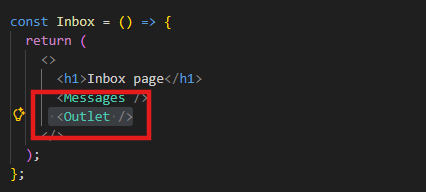 const Inbox = () => {
return (
<>
<h1>Inbox page</h1>
<Messages />
<Outlet />
</>
);
};